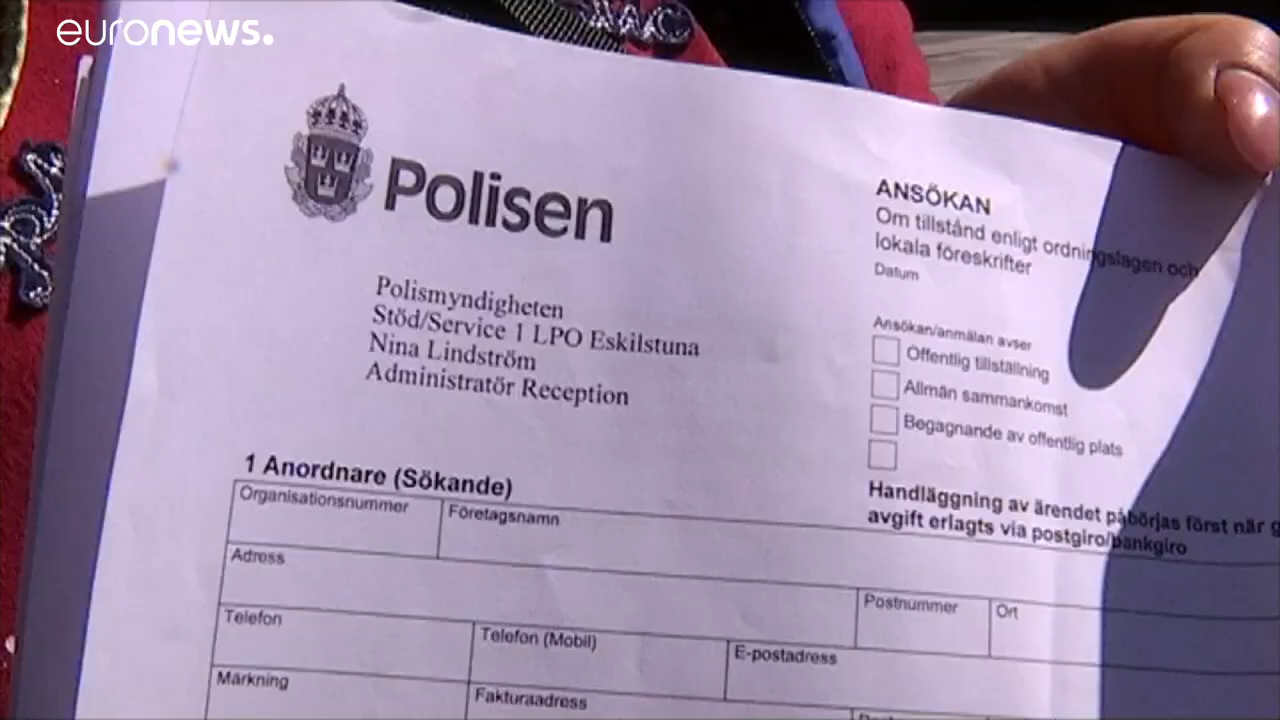 euronews.
Polisen
ANSÖKAN
Om tillstånd enligt ordningslagen och
lokala föreskrifter
Datum
Polismyndigheten
Stöd/Service 1 LPO Eskilstuna
Nina Lindström
Administratör Reception
Ansökan/anmälan avser
Offentlig tillställning
Allmän sammankomst
Begagnande av offentlig plats
Handläggning av ärendet påbörjas först när
avgift erlagts via postgiro/bankgiro
1 Anordnare (Sökande)
Organisationsnummer
Företagsnamn
Adress
Postnummer
Ort
Telefon
Telefon (Mobil)
E-postadress
Märkning
Fakturaadress